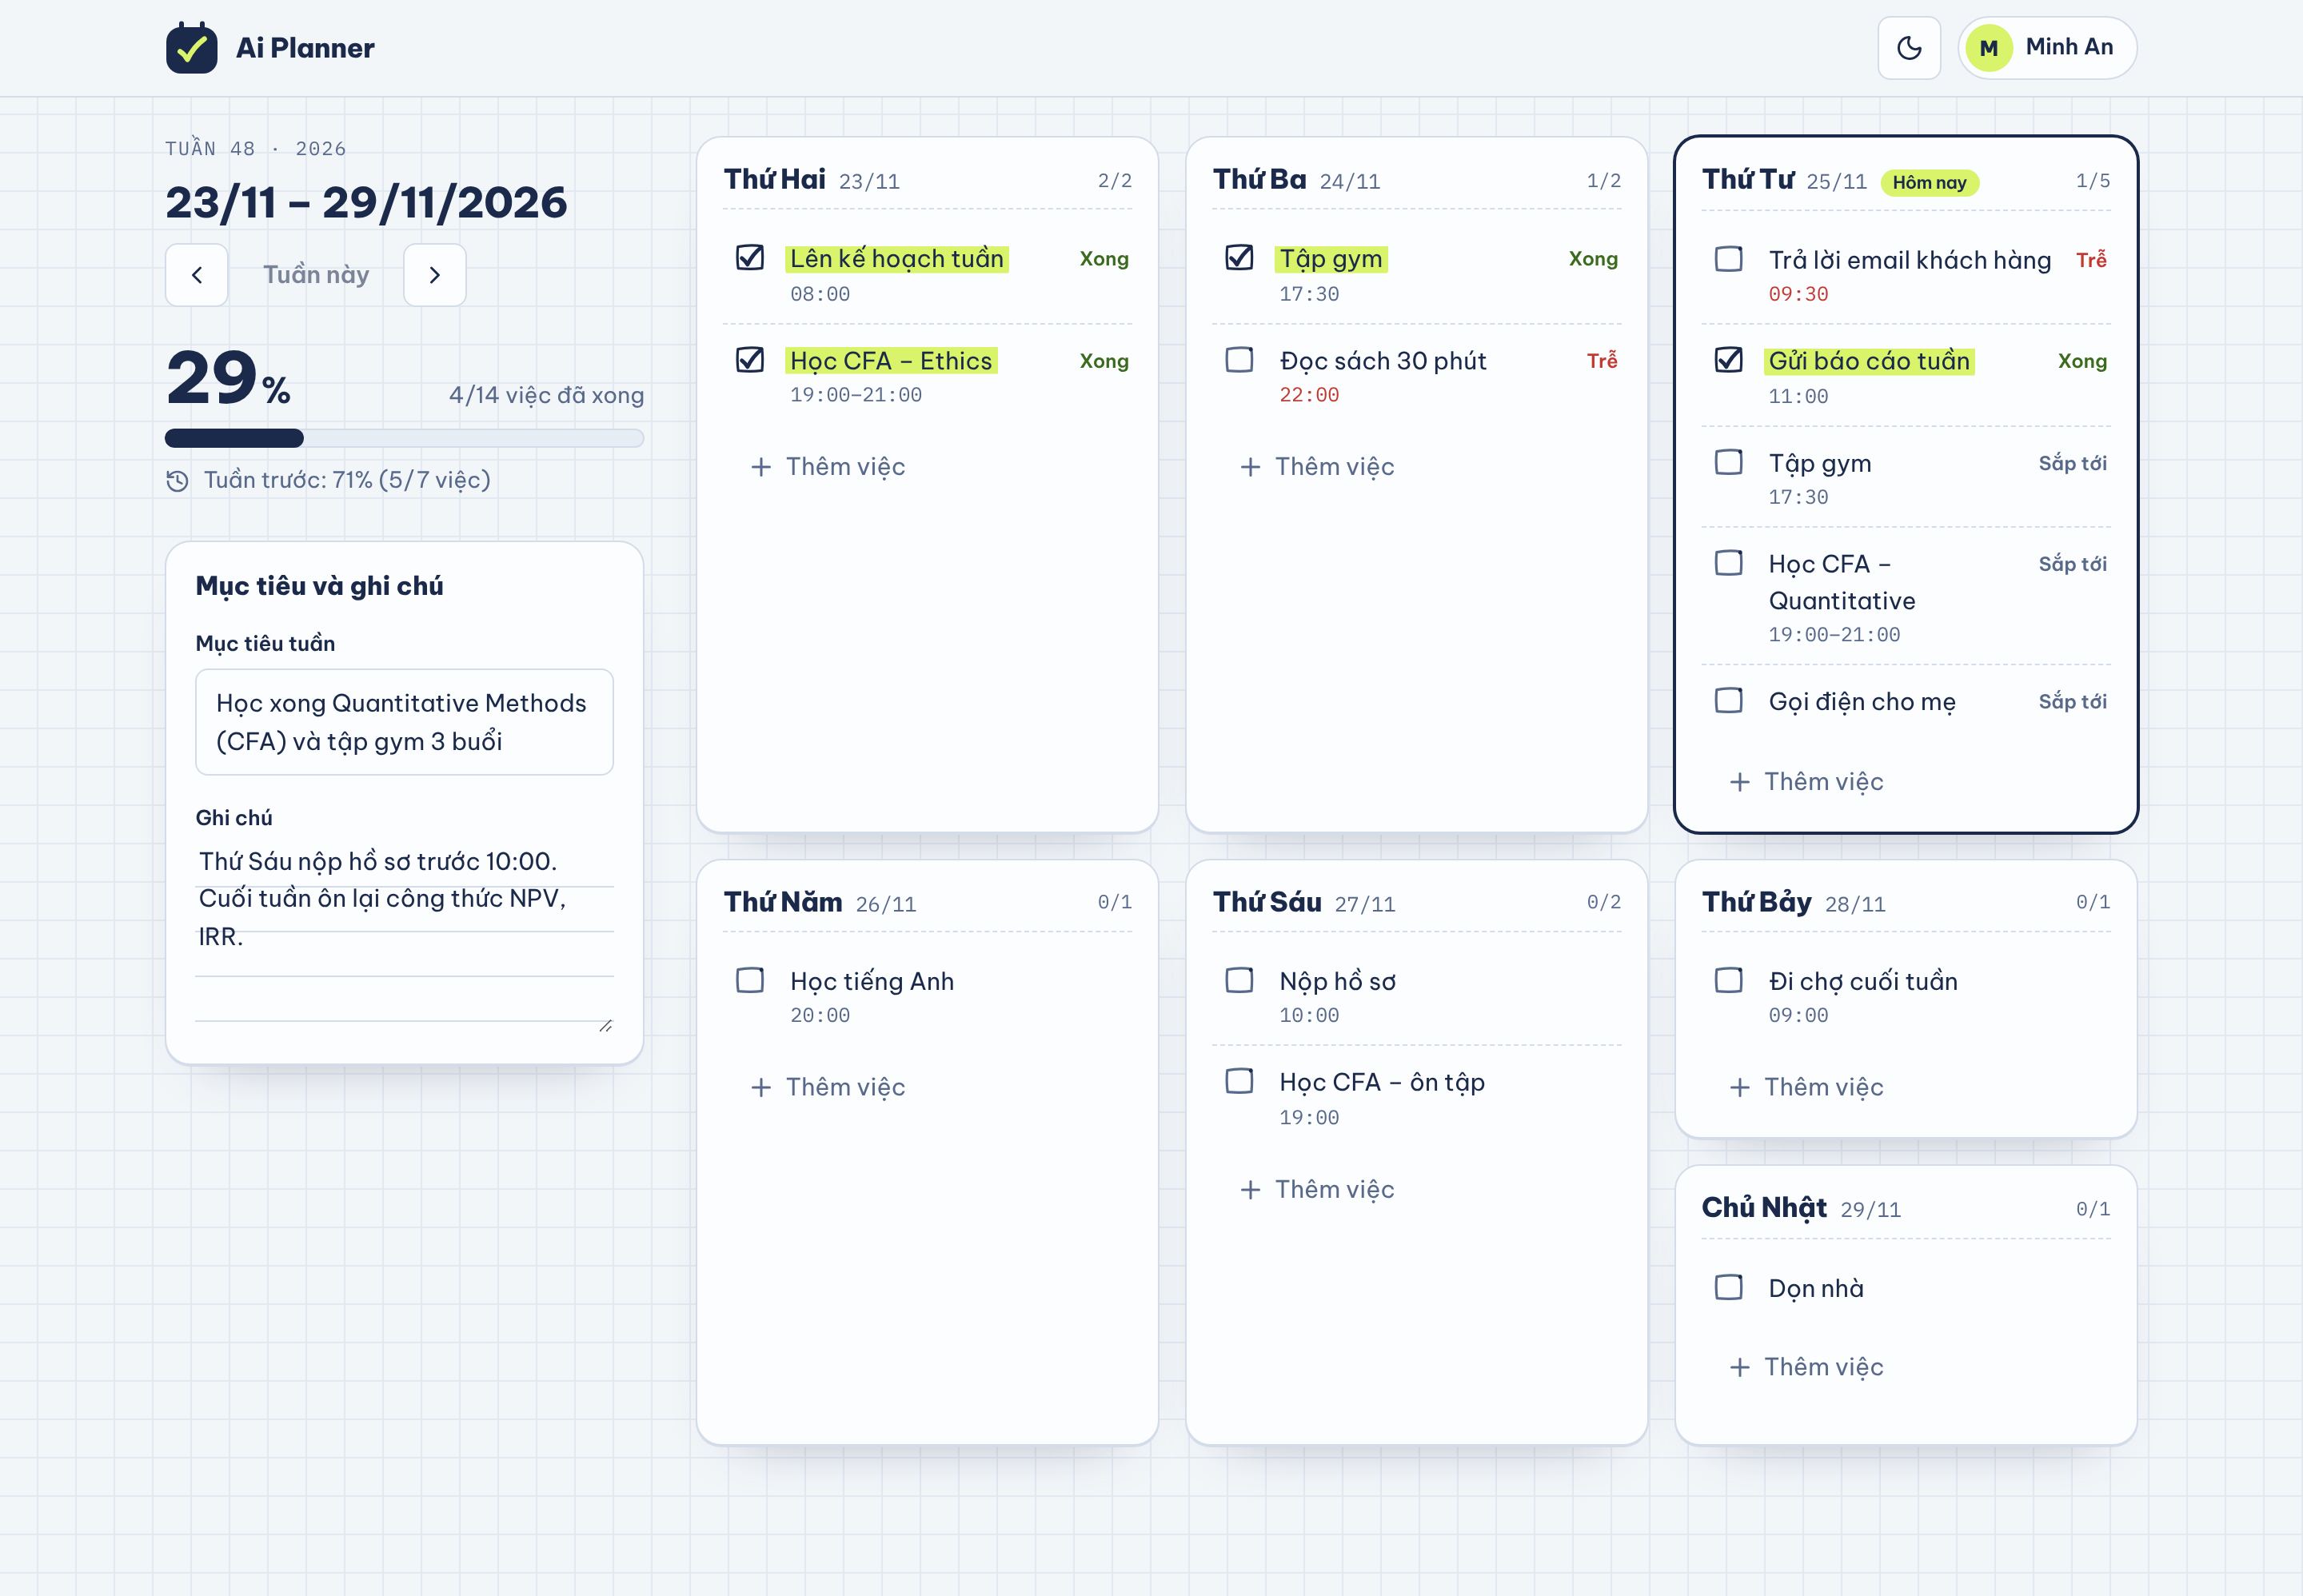 Ai Planner
M Minh An
TUẦN 48 · 2026
23/11 – 29/11/2026
Tuần này
29%
4/14 việc đã xong
Tuần trước: 71% (5/7 việc)
Mục tiêu và ghi chú
Mục tiêu tuần
Học xong Quantitative Methods
(CFA) và tập gym 3 buổi
Ghi chú
Thứ Sáu nộp hồ sơ trước 10:00.
Cuối tuần ôn lại công thức NPV,
IRR.
Thứ Hai 23/11 2/2
Lên kế hoạch tuần Xong
08:00
Học CFA – Ethics Xong
19:00–21:00
+ Thêm việc
Thứ Ba 24/11 1/2
Tập gym Xong
17:30
Đọc sách 30 phút Trễ
22:00
+ Thêm việc
Thứ Tư 25/11 Hôm nay 1/5
Trả lời email khách hàng Trễ
09:30
Gửi báo cáo tuần Xong
11:00
Tập gym Sắp tới
17:30
Học CFA – Sắp tới
Quantitative
19:00–21:00
Gọi điện cho mẹ Sắp tới
+ Thêm việc
Thứ Năm 26/11 0/1
Học tiếng Anh
20:00
+ Thêm việc
Thứ Sáu 27/11 0/2
Nộp hồ sơ
10:00
Học CFA – ôn tập
19:00
+ Thêm việc
Thứ Bảy 28/11 0/1
Đi chợ cuối tuần
09:00
+ Thêm việc
Chủ Nhật 29/11 0/1
Dọn nhà
+ Thêm việc